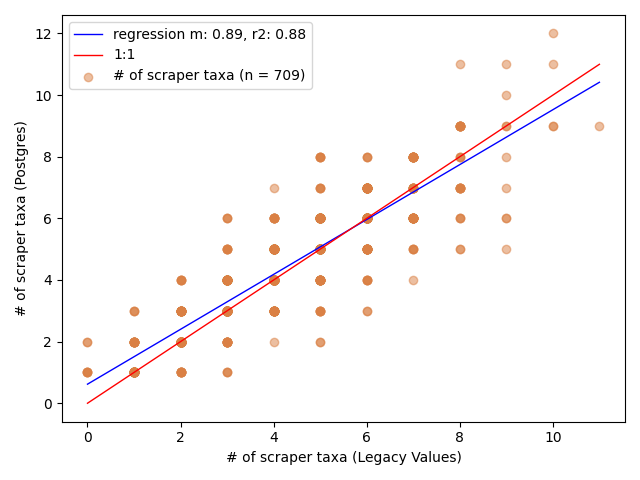 regression m: 0.89, r2: 0.88
1:1
# of scraper taxa (n = 709)
12
10
8
6
4
2
0
# of scraper taxa (Postgres)
0 2 4 6 8 10
# of scraper taxa (Legacy Values)